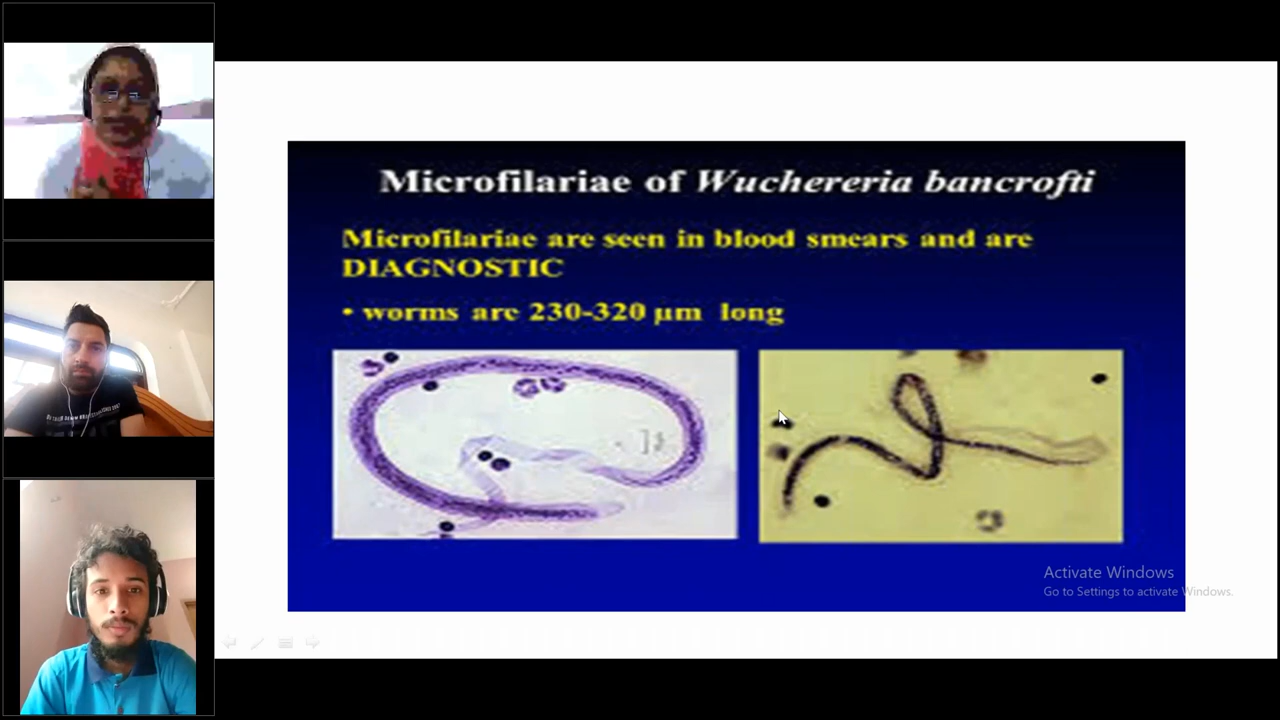 Microfilariae of Wuchereria bancrofti
Microfilariae are seen in blood smears and are
DIAGNOSTIC
• worms are 230-320 µm long
Activate Windows
Go to Settings to activate Windows.